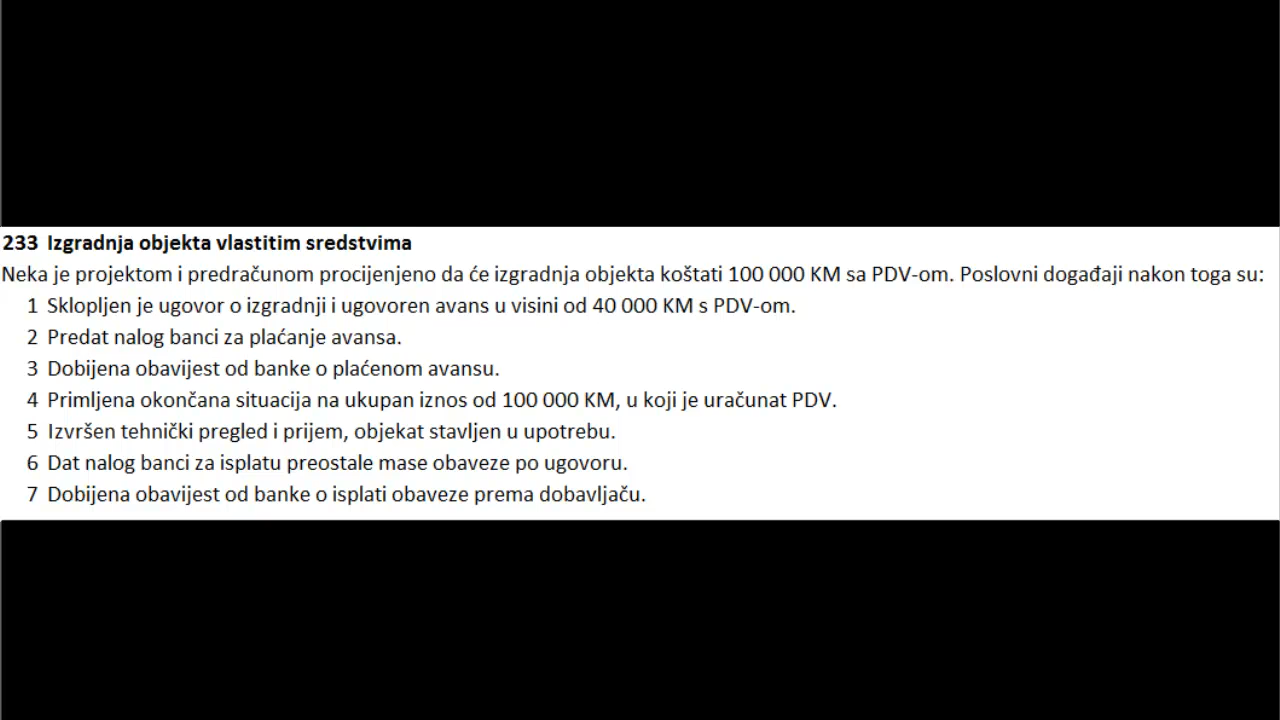 233 Izgradnja objekta vlastitim sredstvima
Neka je projektom i predračunom procijenjeno da će izgradnja objekta koštati 100 000 KM sa PDV-om. Poslovni događaji nakon toga su:
1 Sklopljen je ugovor o izgradnji i ugovoren avans u visini od 40 000 KM s PDV-om.
2 Predat nalog banci za plaćanje avansa.
3 Dobijena obavijest od banke o plaćenom avansu.
4 Primljena okončana situacija na ukupan iznos od 100 000 KM, u koji je uračunat PDV.
5 Izvršen tehnički pregled i prijem, objekat stavljen u upotrebu.
6 Dat nalog banci za isplatu preostale mase obaveze po ugovoru.
7 Dobijena obavijest od banke o isplati obaveze prema dobavljaču.